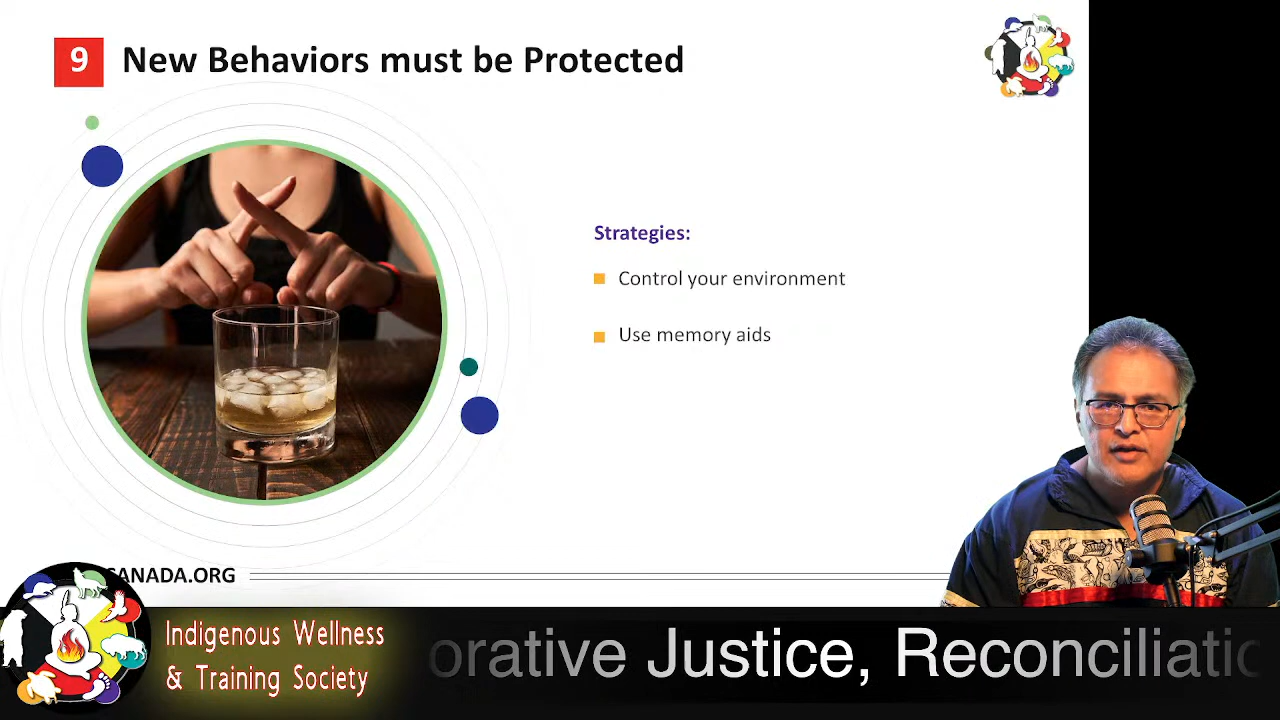 9 New Behaviors must be Protected
Strategies:
Control your environment
Use memory aids
CANADA.ORG
Indigenous Wellness
& Training Society
orative Justice, Reconciliatio